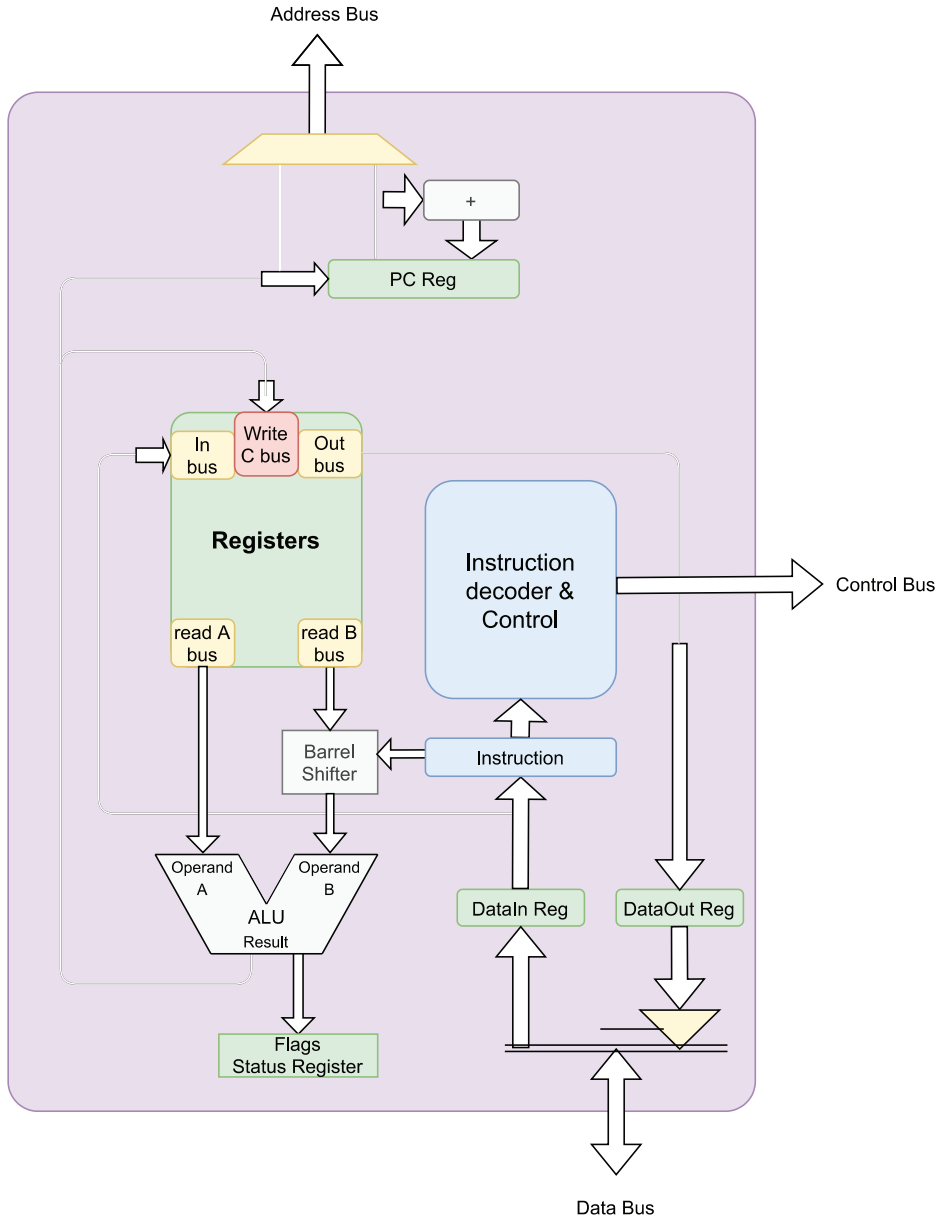 Address Bus
+
PC Reg
In
bus
Write
C bus
Out
bus
Registers
Instruction
decoder &
Control
Control Bus
read A
bus
read B
bus
Barrel
Shifter
Instruction
Operand
A
Operand
B
ALU
Result
DataIn Reg
DataOut Reg
Flags
Status Register
Data Bus